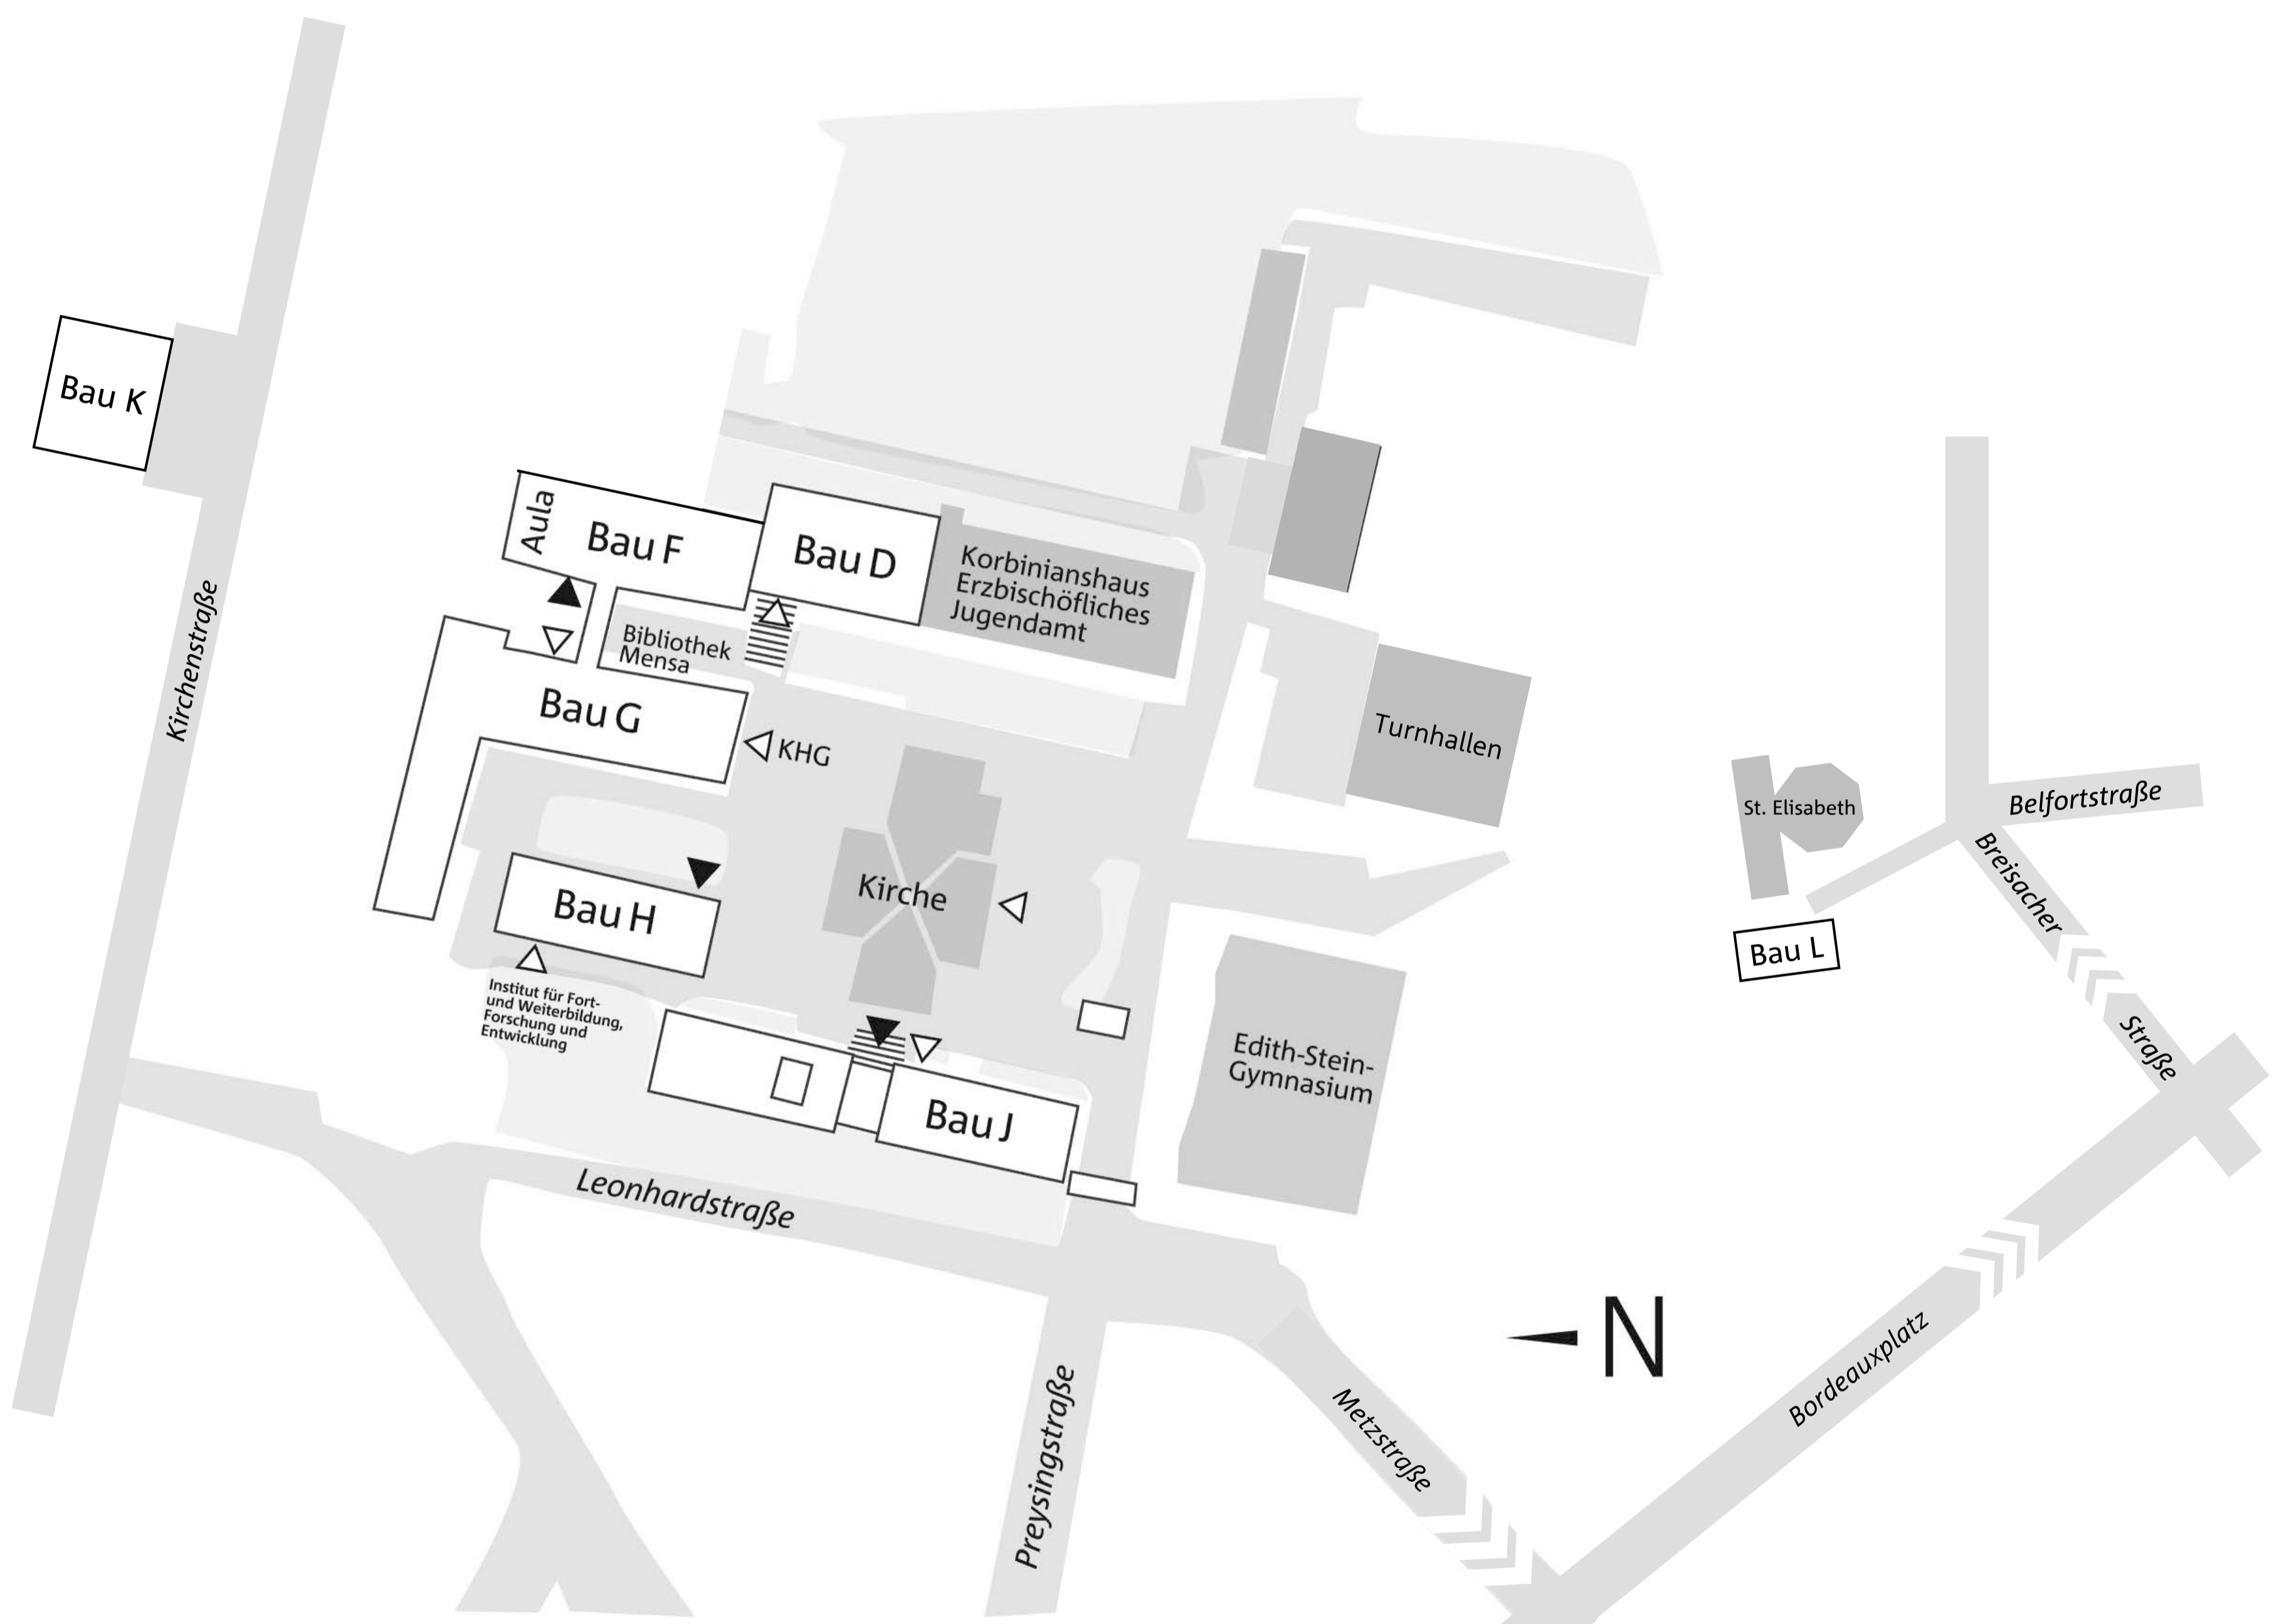 Bau K
Kirchenstraße
Aula
Bau F
Bau D
Korbinianshaus
Erzbischöfliches
Jugendamt
Bibliothek
Mensa
Bau G
KHG
Turnhallen
Kirche
Bau H
Institut für Fort-
und Weiterbildung,
Forschung und
Entwicklung
Edith-Stein-
Gymnasium
Bau J
Leonhardstraße
Preysingstraße
Metzstraße
N
St. Elisabeth
Belfortstraße
Breisacher
Straße
Bau L
Bordeauxplatz